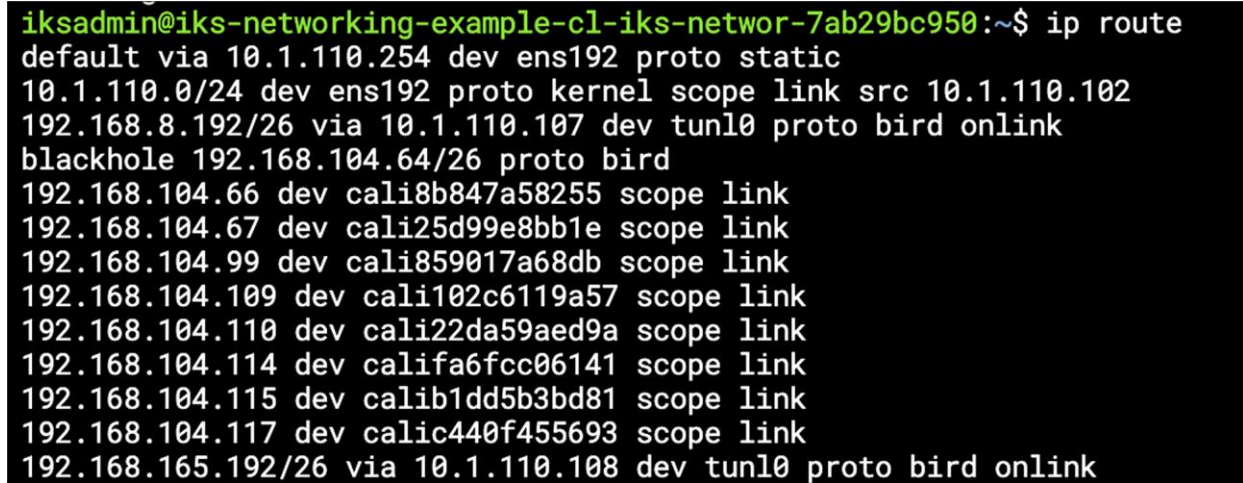 iksadmin@iks-networking-example-cl-iks-networ-7ab29bc950:~$ ip route
default via 10.1.110.254 dev ens192 proto static
10.1.110.0/24 dev ens192 proto kernel scope link src 10.1.110.102
192.168.8.192/26 via 10.1.110.107 dev tunl0 proto bird onlink
blackhole 192.168.104.64/26 proto bird
192.168.104.66 dev cali8b847a58255 scope link
192.168.104.67 dev cali25d99e8bb1e scope link
192.168.104.99 dev cali859017a68db scope link
192.168.104.109 dev cali102c6119a57 scope link
192.168.104.110 dev cali22da59aed9a scope link
192.168.104.114 dev califa6fcc06141 scope link
192.168.104.115 dev calib1dd5b3bd81 scope link
192.168.104.117 dev calic440f455693 scope link
192.168.165.192/26 via 10.1.110.108 dev tunl0 proto bird onlink